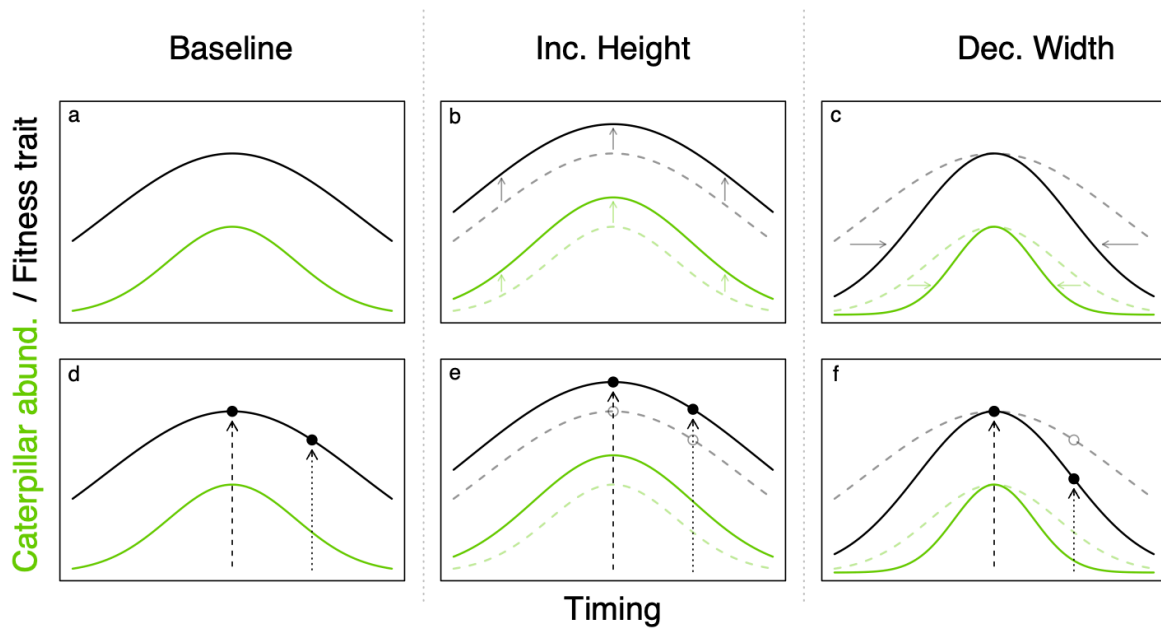 Baseline
Inc. Height
Dec. Width
Caterpillar abund. / Fitness trait
a
b
c
d
e
f
Timing